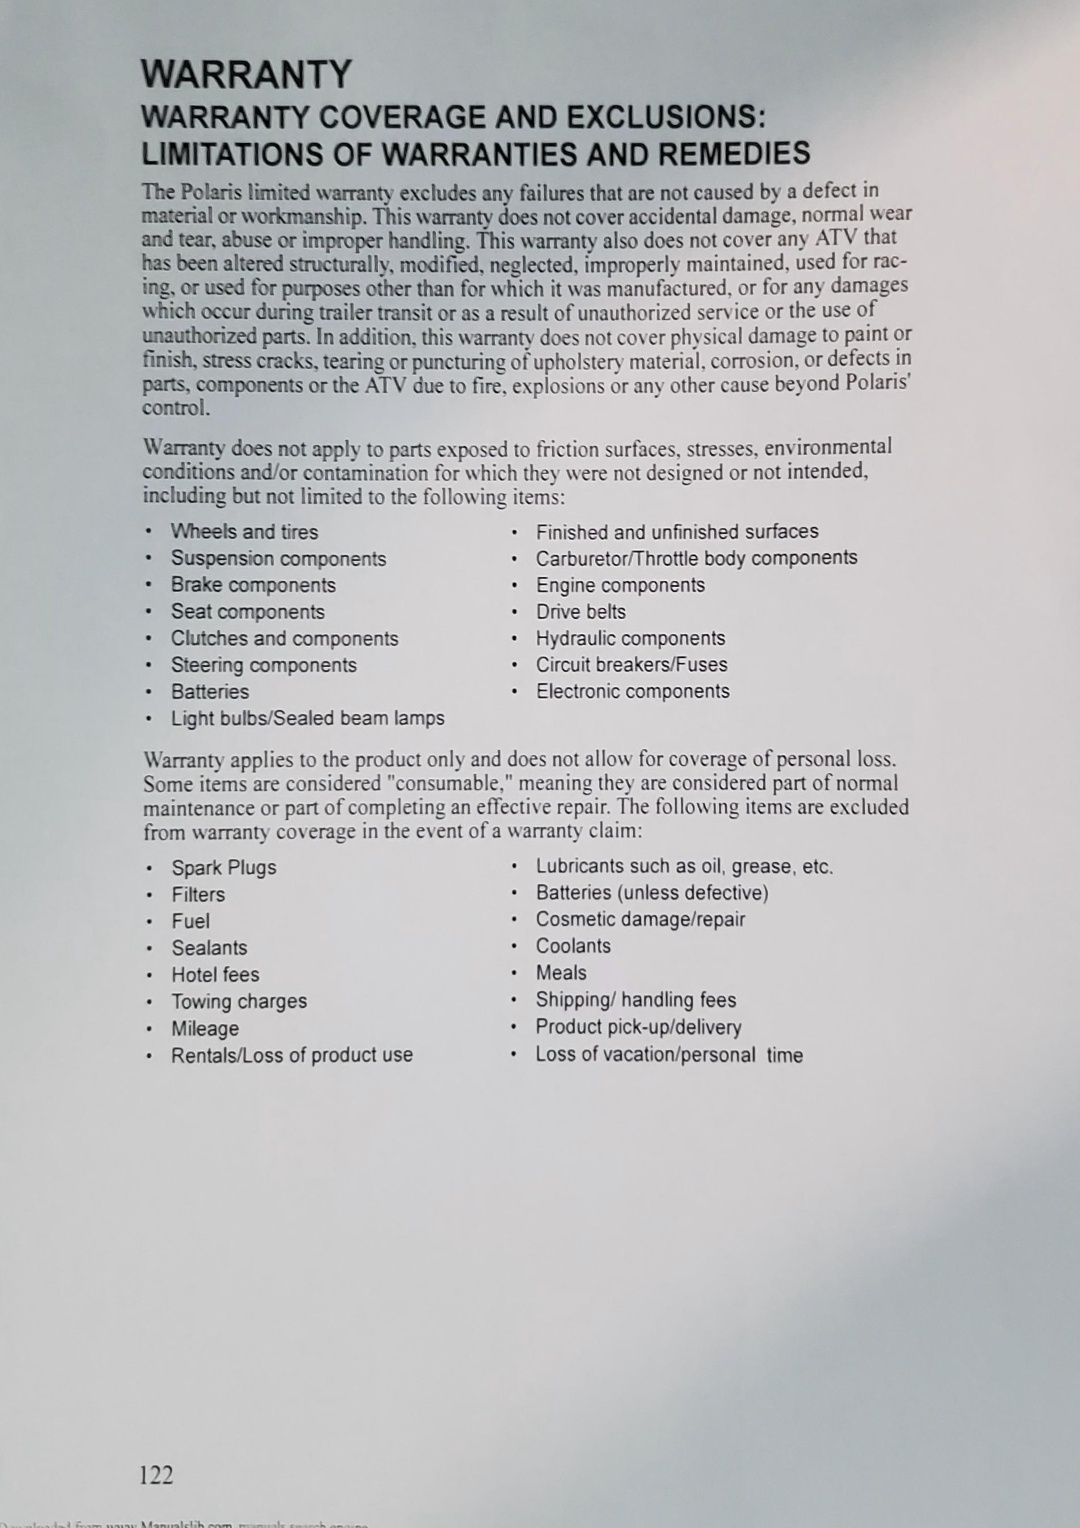 WARRANTY
WARRANTY COVERAGE AND EXCLUSIONS:
LIMITATIONS OF WARRANTIES AND REMEDIES
The Polaris limited warranty excludes any failures that are not caused by a defect in
material or workmanship. This warranty does not cover accidental damage, normal wear
and tear, abuse or improper handling. This warranty also does not cover any ATV that
has been altered structurally, modified, neglected, improperly maintained, used for rac-
ing, or used for purposes other than for which it was manufactured, or for any damages
which occur during trailer transit or as a result of unauthorized service or the use of
unauthorized parts. In addition, this warranty does not cover physical damage to paint or
finish, stress cracks, tearing or puncturing of upholstery material, corrosion, or defects in
parts, components or the ATV due to fire, explosions or any other cause beyond Polaris'
control.
Warranty does not apply to parts exposed to friction surfaces, stresses, environmental
conditions and/or contamination for which they were not designed or not intended,
including but not limited to the following items:
• Wheels and tires
• Suspension components
• Brake components
• Seat components
• Clutches and components
• Steering components
• Batteries
• Light bulbs/Sealed beam lamps
• Finished and unfinished surfaces
• Carburetor/Throttle body components
• Engine components
• Drive belts
• Hydraulic components
• Circuit breakers/Fuses
• Electronic components
Warranty applies to the product only and does not allow for coverage of personal loss.
Some items are considered "consumable," meaning they are considered part of normal
maintenance or part of completing an effective repair. The following items are excluded
from warranty coverage in the event of a warranty claim:
• Spark Plugs
• Filters
• Fuel
• Sealants
• Hotel fees
• Towing charges
• Mileage
• Rentals/Loss of product use
• Lubricants such as oil, grease, etc.
• Batteries (unless defective)
• Cosmetic damage/repair
• Coolants
• Meals
• Shipping/ handling fees
• Product pick-up/delivery
• Loss of vacation/personal time
122
Downloaded from www.Manualslib.com manuals search engine